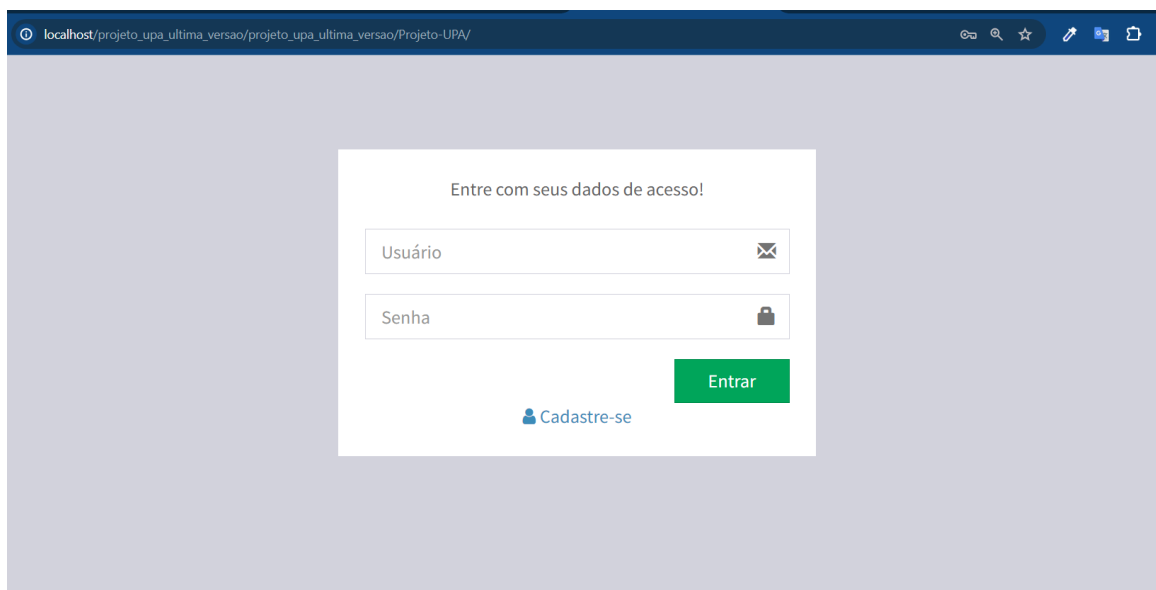 localhost/projeto_upa_ultima_versao/projeto_upa_ultima_versao/Projeto-UPA/
Entre com seus dados de acesso!
Usuário
Senha
Entrar
Cadastre-se